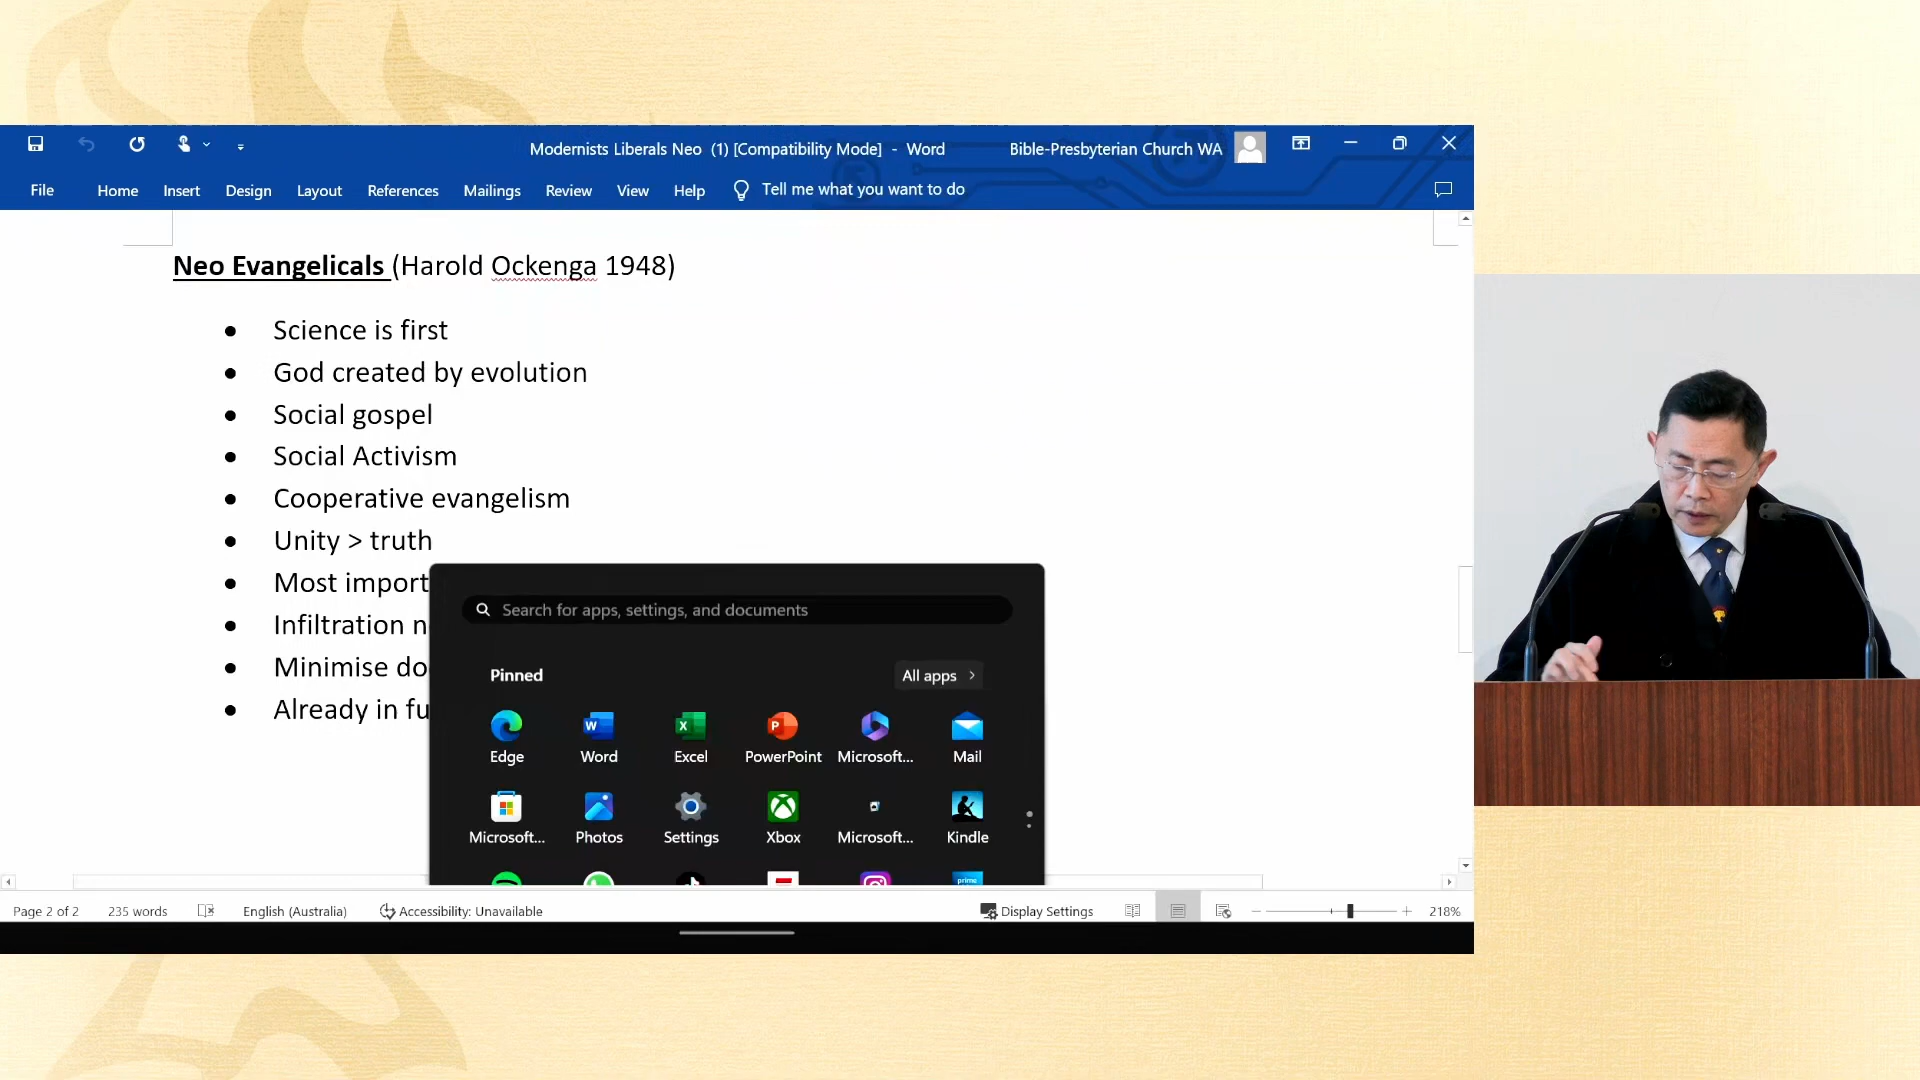 Modernists Liberals Neo (1) [Compatibility Mode] - Word
Bible-Presbyterian Church WA
File Home Insert Design Layout References Mailings Review View Help Tell me what you want to do
Neo Evangelicals (Harold Ockenga 1948)
• Science is first
• God created by evolution
• Social gospel
• Social Activism
• Cooperative evangelism
• Unity > truth
• Most import
• Infiltration n
• Minimise do
• Already in fu
Search for apps, settings, and documents
Pinned
All apps >
Edge Word Excel PowerPoint Microsoft... Mail
Microsoft... Photos Settings Xbox Microsoft... Kindle
prime
Page 2 of 2 235 words English (Australia) Accessibility: Unavailable Display Settings 218%